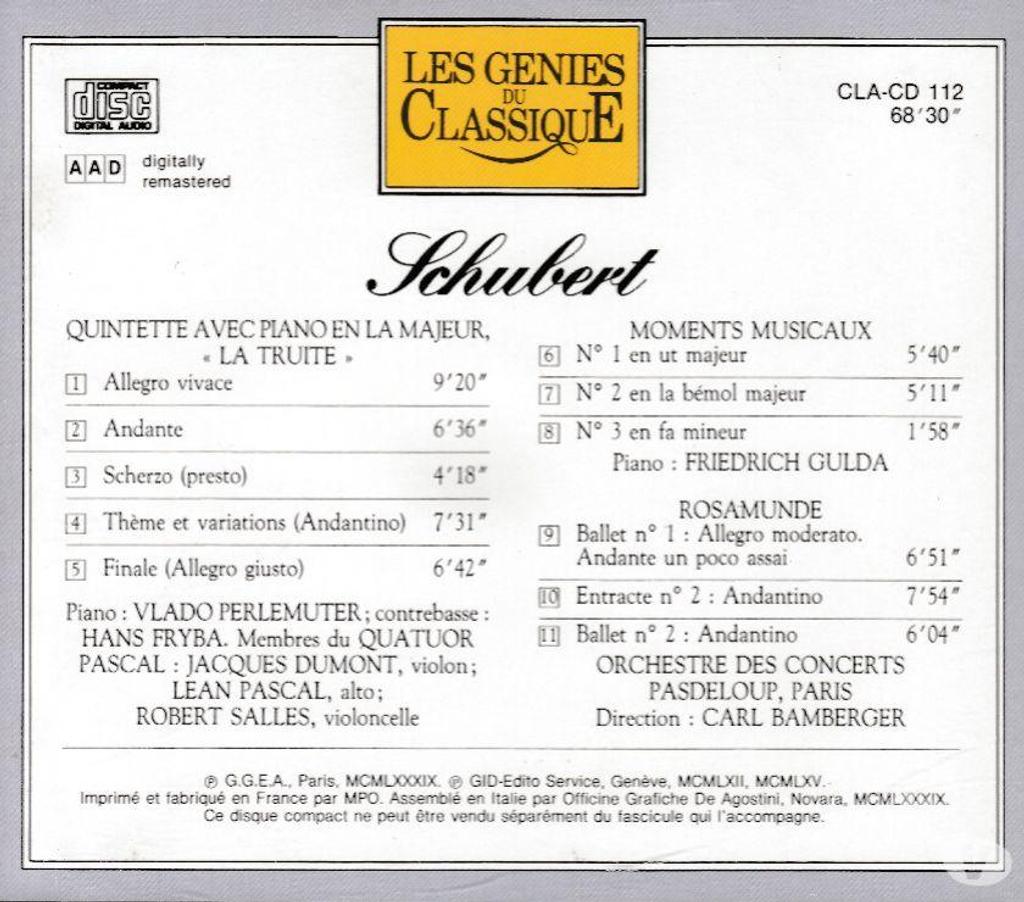 LES GENIES
DU
CLASSIQUE
COMPACT
disc
DIGITAL AUDIO
AAD
digitally
remastered
CLA-CD 112
68'30"
Schubert
QUINTETTE AVEC PIANO EN LA MAJEUR,
« LA TRUITE »
1 Allegro vivace 9'20"
2 Andante 6'36"
3 Scherzo (presto) 4'18"
4 Thème et variations (Andantino) 7'31"
5 Finale (Allegro giusto) 6'42"
Piano : VLADO PERLEMUTER ; contrebasse :
HANS FRYBA. Membres du QUATUOR
PASCAL : JACQUES DUMONT, violon ;
LEAN PASCAL, alto ;
ROBERT SALLES, violoncelle
MOMENTS MUSICAUX
6 N° 1 en ut majeur 5'40"
7 N° 2 en la bémol majeur 5'11"
8 N° 3 en fa mineur 1'58"
Piano : FRIEDRICH GULDA
ROSAMUNDE
9 Ballet n° 1 : Allegro moderato.
Andante un poco assai 6'51"
10 Entracte n° 2 : Andantino 7'54"
11 Ballet n° 2 : Andantino 6'04"
ORCHESTRE DES CONCERTS
PASDELOUP, PARIS
Direction : CARL BAMBERGER
℗ G.G.E.A., Paris, MCMLXXXIX. ℗ GID-Edito Service, Genève, MCMLXII, MCMLXV.
Imprimé et fabriqué en France par MPO. Assemblé en Italie par Officine Grafiche De Agostini, Novara, MCMLXXXIX.
Ce disque compact ne peut être vendu séparément du fascicule qui l'accompagne.